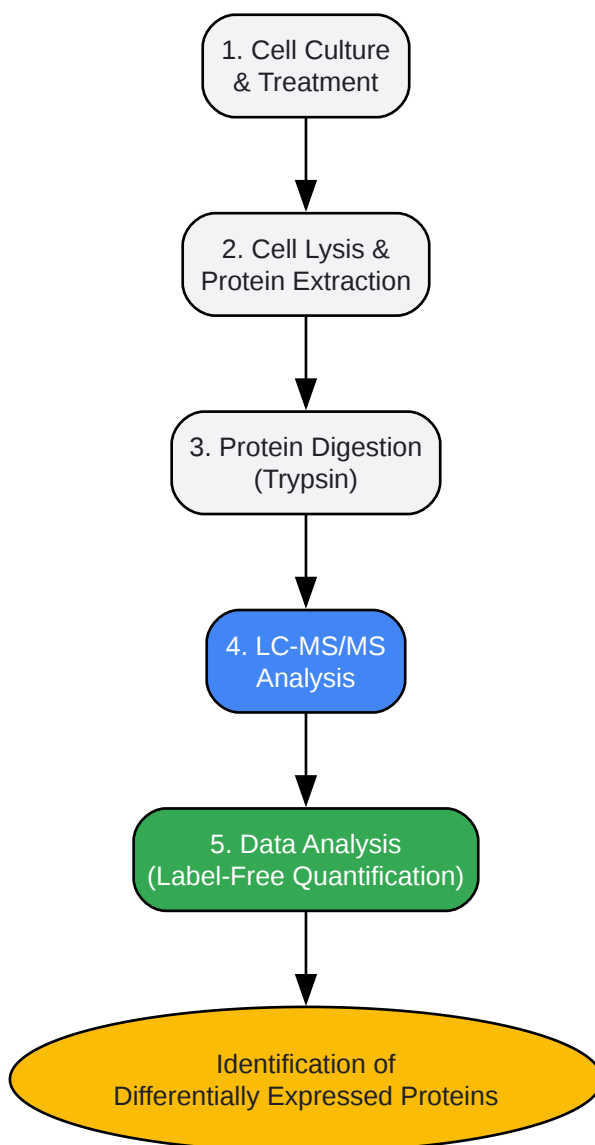 1. Cell Culture
& Treatment
2. Cell Lysis &
Protein Extraction
3. Protein Digestion
(Trypsin)
4. LC-MS/MS
Analysis
5. Data Analysis
(Label-Free Quantification)
Identification of
Differentially Expressed Proteins